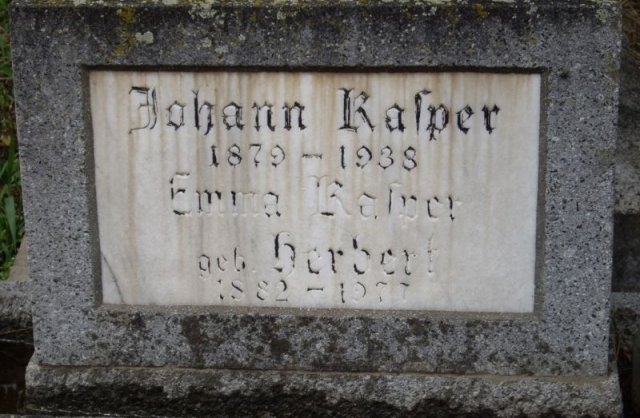 Johann Kaſper
1879 – 1938
Emma Kaſper
geb. Herbert
1882 – 1977